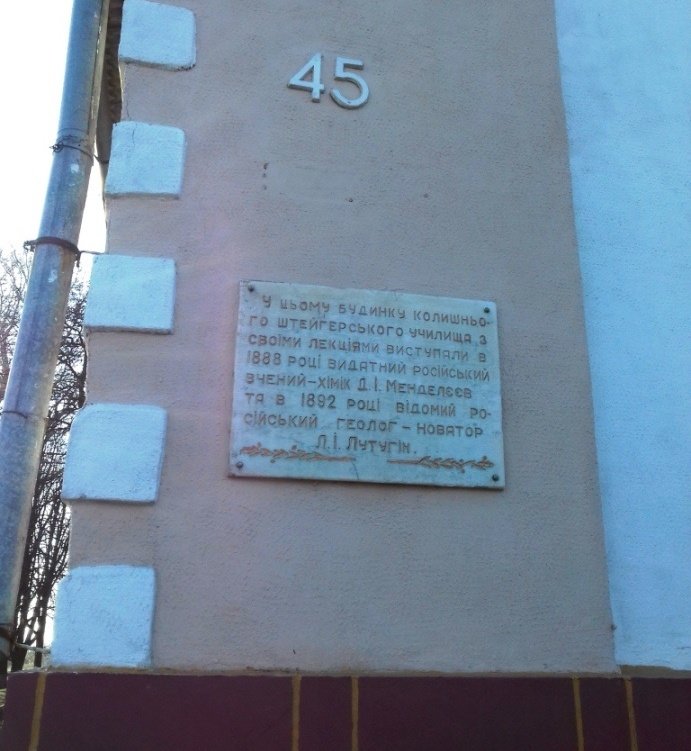 45
У ЦЬОМУ БУДИНКУ КОЛИШНЬО-
ГО ШТЕЙГЕРСЬКОГО УЧИЛИЩА, З
СВОЇМИ ЛЕКЦІЯМИ ВИСТУПАЛИ В
1888 РОЦІ ВИДАТНИЙ РОСІЙСЬКИЙ
ВЧЕНИЙ-ХІМІК Д.І. МЕНДЕЛЄЄВ
ТА В 1892 РОЦІ ВІДОМИЙ РО-
СІЙСЬКИЙ ГЕОЛОГ – НОВАТОР
Л.І. ЛУТУГІН.